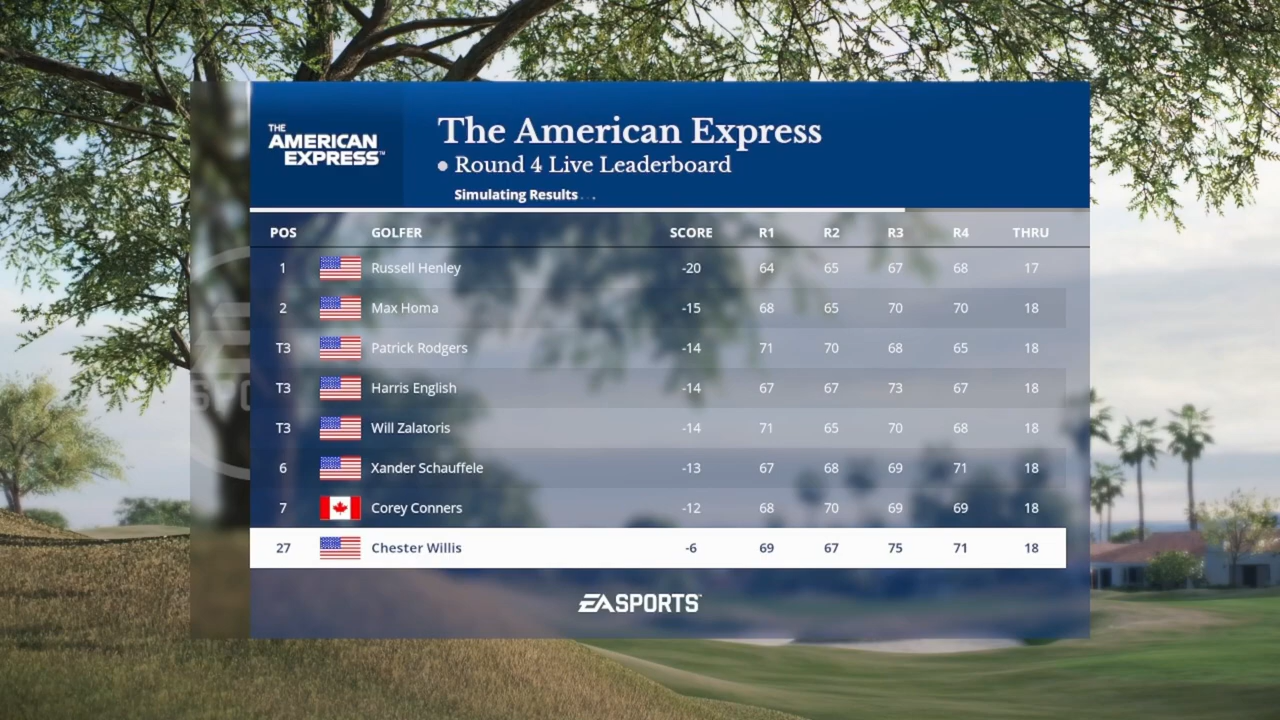 THE
AMERICAN
EXPRESS™
The American Express
• Round 4 Live Leaderboard
Simulating Results . . .
POS GOLFER SCORE R1 R2 R3 R4 THRU
1 Russell Henley -20 64 65 67 68 17
2 Max Homa -15 68 65 70 70 18
T3 Patrick Rodgers -14 71 70 68 65 18
T3 Harris English -14 67 67 73 67 18
T3 Will Zalatoris -14 71 65 70 68 18
6 Xander Schauffele -13 67 68 69 71 18
7 Corey Conners -12 68 70 69 69 18
27 Chester Willis -6 69 67 75 71 18
EA SPORTS™